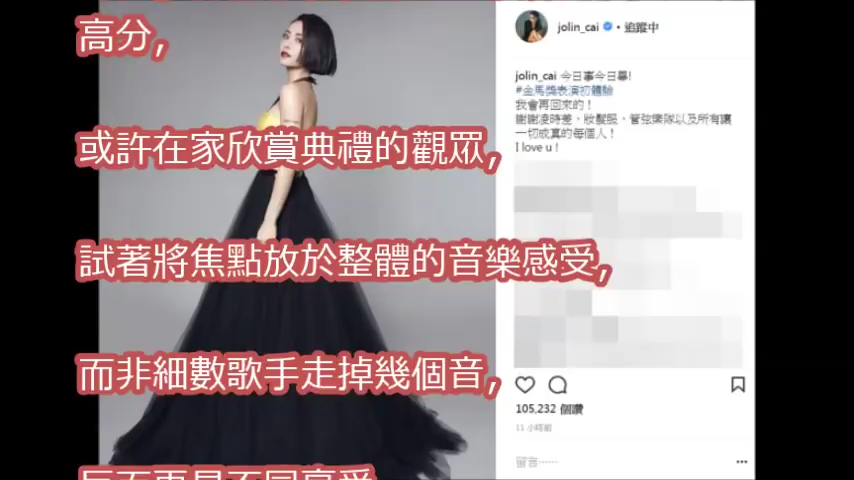 高分,
或許在家欣賞典禮的觀眾,
試著將焦點放於整體的音樂感受,
而非細數歌手走掉幾個音,
jolin_cai • 追蹤中
jolin_cai 今日事今日畢!
#金馬獎表演初體驗
我會再回來的!
謝謝凌時差,妝髮服,管弦樂隊以及所有讓
一切成真的每個人!
I love u!
105,232 個讚
11 小時前
留言……